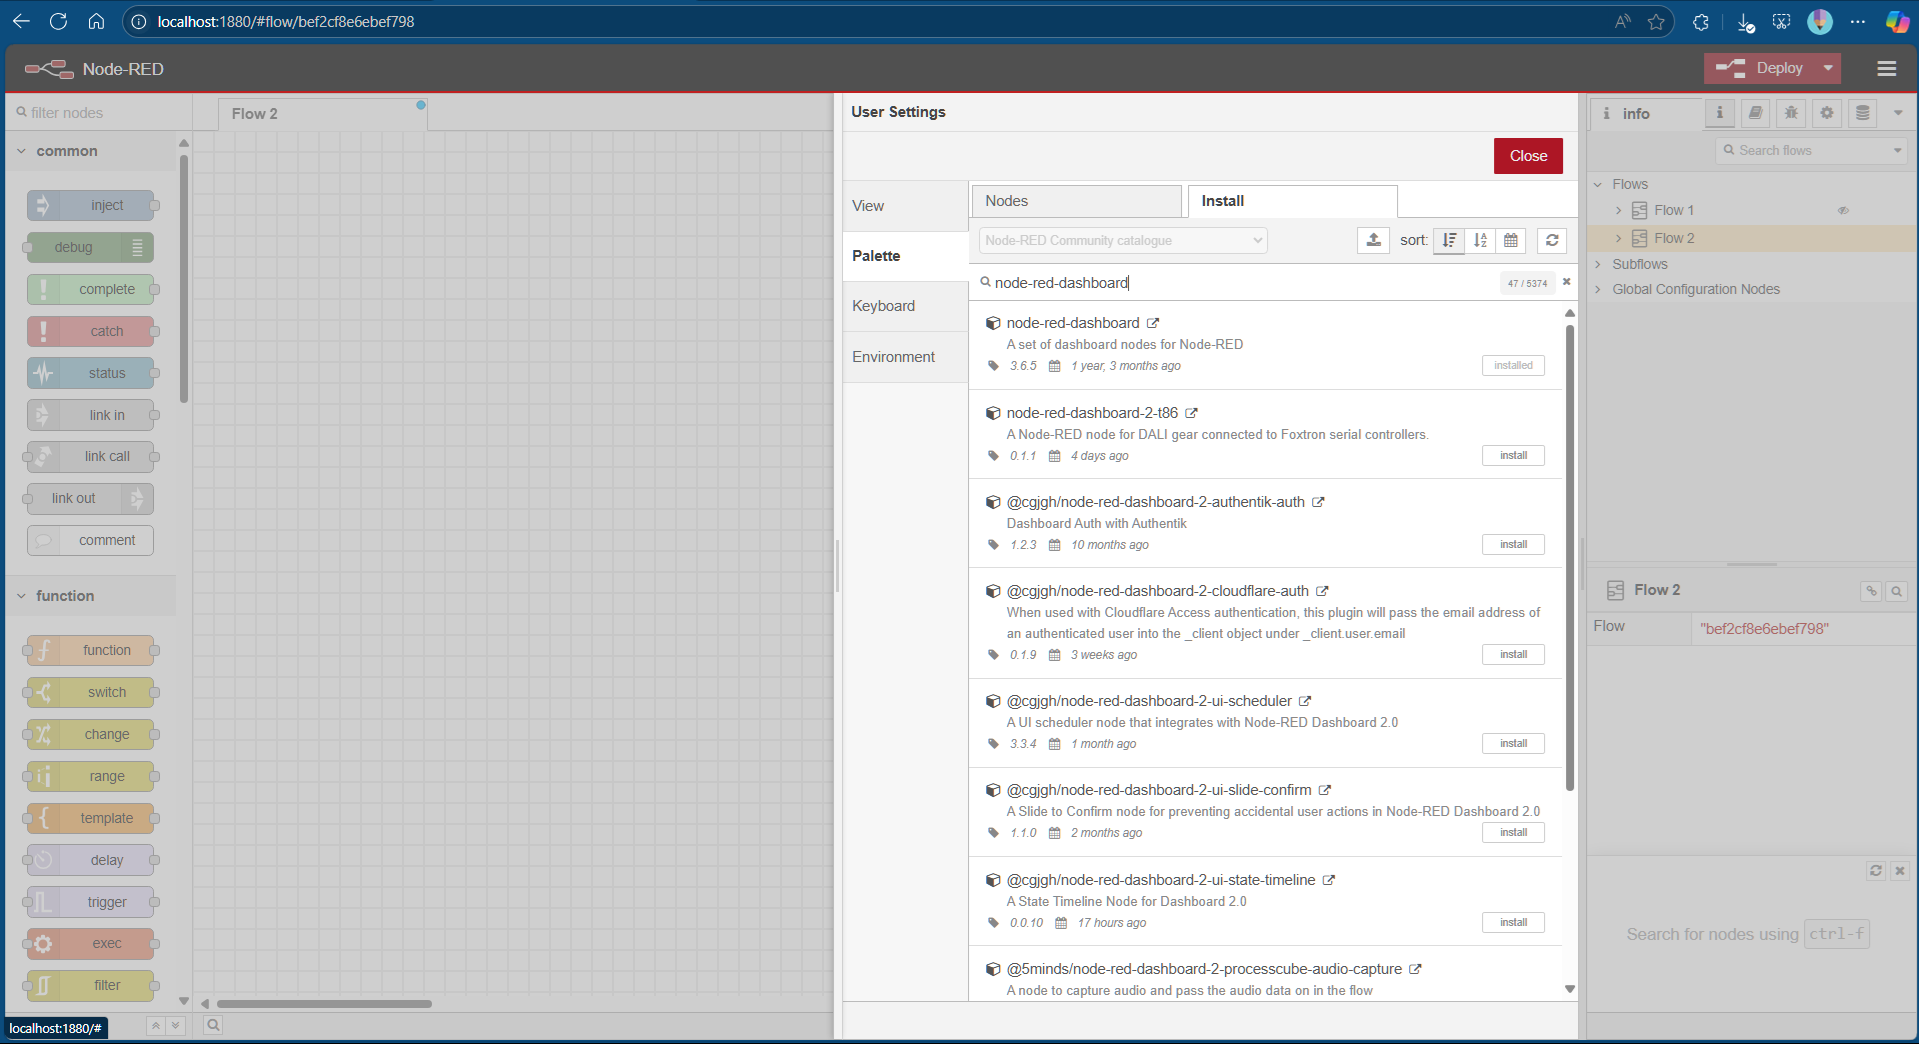 localhost:1880/#flow/bef2cf8e6ebef798
Node-RED
Deploy
filter nodes
common
inject
debug
complete
catch
status
link in
link call
link out
comment
function
function
switch
change
range
template
delay
trigger
exec
filter
localhost:1880/#
Flow 2
User Settings
Close
View
Palette
Keyboard
Environment
Nodes
Install
Node-RED Community catalogue
sort:
node-red-dashboard
47 / 5374
node-red-dashboard
A set of dashboard nodes for Node-RED
3.6.5 1 year, 3 months ago
installed
node-red-dashboard-2-t86
A Node-RED node for DALI gear connected to Foxtron serial controllers.
0.1.1 4 days ago
install
@cgjgh/node-red-dashboard-2-authentik-auth
Dashboard Auth with Authentik
1.2.3 10 months ago
install
@cgjgh/node-red-dashboard-2-cloudflare-auth
When used with Cloudflare Access authentication, this plugin will pass the email address of
an authenticated user into the _client object under _client.user.email
0.1.9 3 weeks ago
install
@cgjgh/node-red-dashboard-2-ui-scheduler
A UI scheduler node that integrates with Node-RED Dashboard 2.0
3.3.4 1 month ago
install
@cgjgh/node-red-dashboard-2-ui-slide-confirm
A Slide to Confirm node for preventing accidental user actions in Node-RED Dashboard 2.0
1.1.0 2 months ago
install
@cgjgh/node-red-dashboard-2-ui-state-timeline
A State Timeline Node for Dashboard 2.0
0.0.10 17 hours ago
install
@5minds/node-red-dashboard-2-processcube-audio-capture
A node to capture audio and pass the audio data on in the flow
info
Search flows
Flows
Flow 1
Flow 2
Subflows
Global Configuration Nodes
Flow 2
Flow "bef2cf8e6ebef798"
Search for nodes using ctrl-f